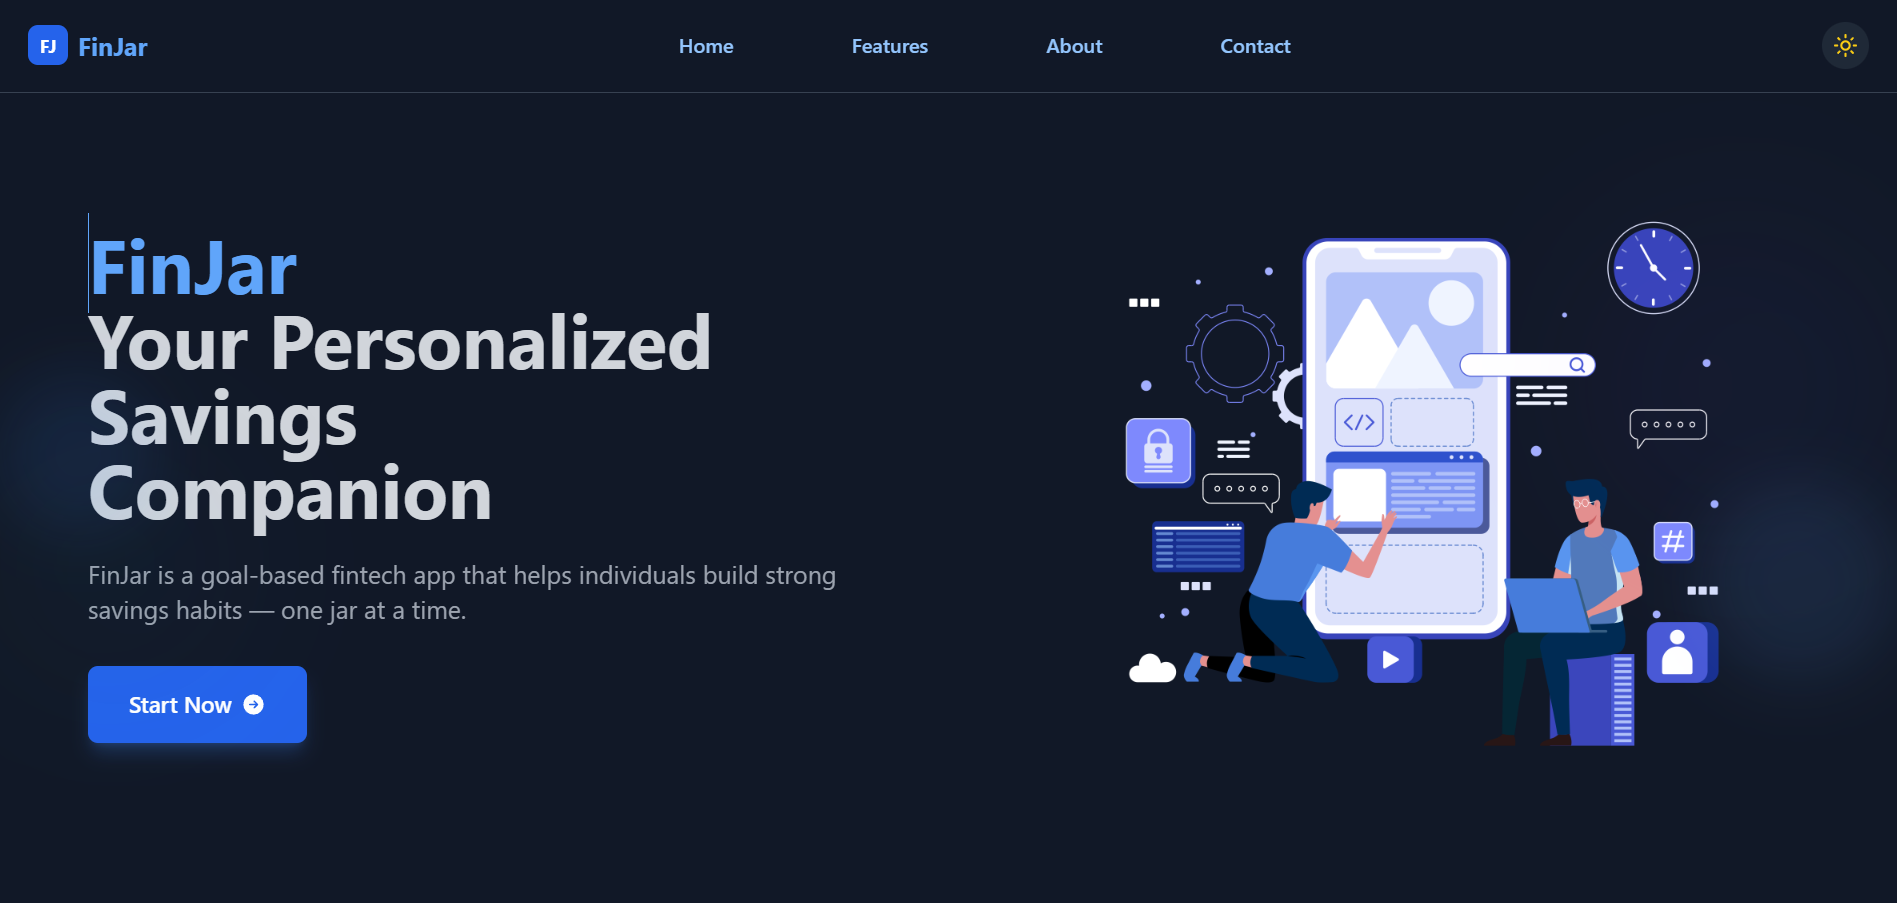 FJ FinJar
Home Features About Contact
FinJar
Your Personalized
Savings
Companion
FinJar is a goal-based fintech app that helps individuals build strong
savings habits — one jar at a time.
Start Now
</>
#